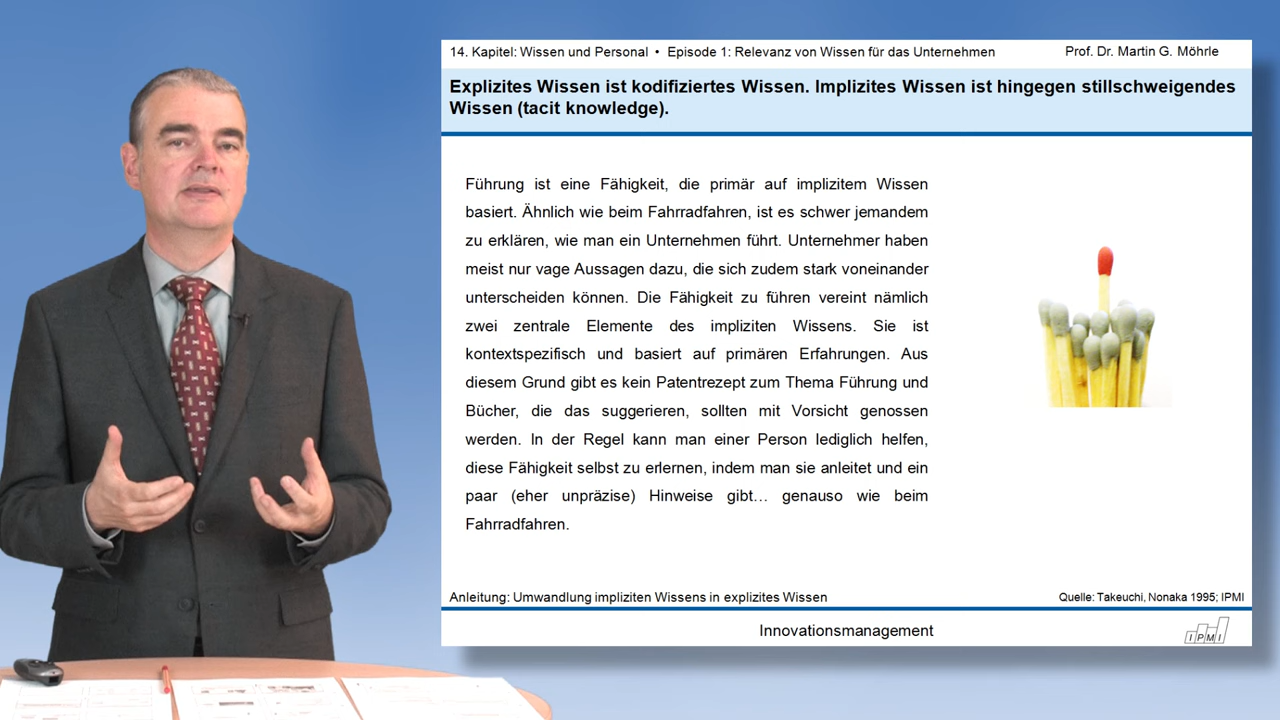 14. Kapitel: Wissen und Personal • Episode 1: Relevanz von Wissen für das Unternehmen
Prof. Dr. Martin G. Möhrle
Explizites Wissen ist kodifiziertes Wissen. Implizites Wissen ist hingegen stillschweigendes
Wissen (tacit knowledge).
Führung ist eine Fähigkeit, die primär auf implizitem Wissen
basiert. Ähnlich wie beim Fahrradfahren, ist es schwer jemandem
zu erklären, wie man ein Unternehmen führt. Unternehmer haben
meist nur vage Aussagen dazu, die sich zudem stark voneinander
unterscheiden können. Die Fähigkeit zu führen vereint nämlich
zwei zentrale Elemente des impliziten Wissens. Sie ist
kontextspezifisch und basiert auf primären Erfahrungen. Aus
diesem Grund gibt es kein Patentrezept zum Thema Führung und
Bücher, die das suggerieren, sollten mit Vorsicht genossen
werden. In der Regel kann man einer Person lediglich helfen,
diese Fähigkeit selbst zu erlernen, indem man sie anleitet und ein
paar (eher unpräzise) Hinweise gibt… genauso wie beim
Fahrradfahren.
Anleitung: Umwandlung impliziten Wissens in explizites Wissen
Quelle: Takeuchi, Nonaka 1995; IPMI
Innovationsmanagement
IPMI